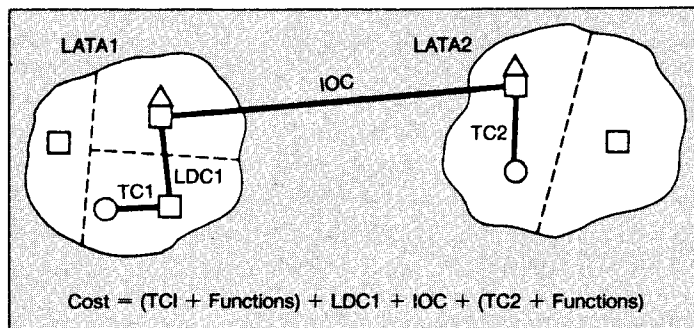 LATA1
LATA2
IOC
TC2
LDC1
TC1
Cost = (TCI + Functions) + LDC1 + IOC + (TC2 + Functions)